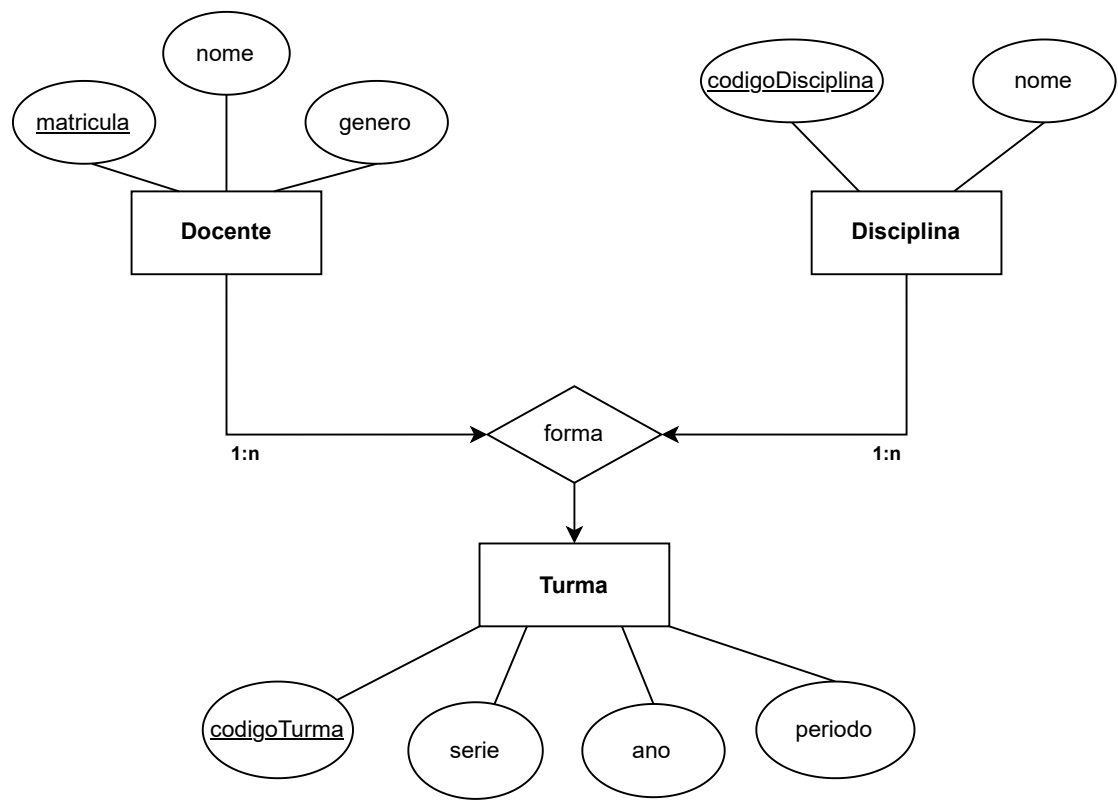 nome
matricula
genero
Docente
codigoDisciplina
nome
Disciplina
forma
1:n
1:n
Turma
codigoTurma
serie
ano
periodo